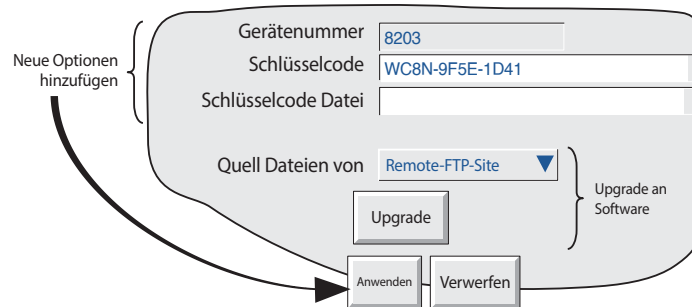 Gerätenummer 8203
Neue Optionen
hinzufügen
Schlüsselcode WC8N-9F5E-1D41
Schlüsselcode Datei
Quell Dateien von Remote-FTP-Site
Upgrade an
Software
Upgrade
Anwenden Verwerfen